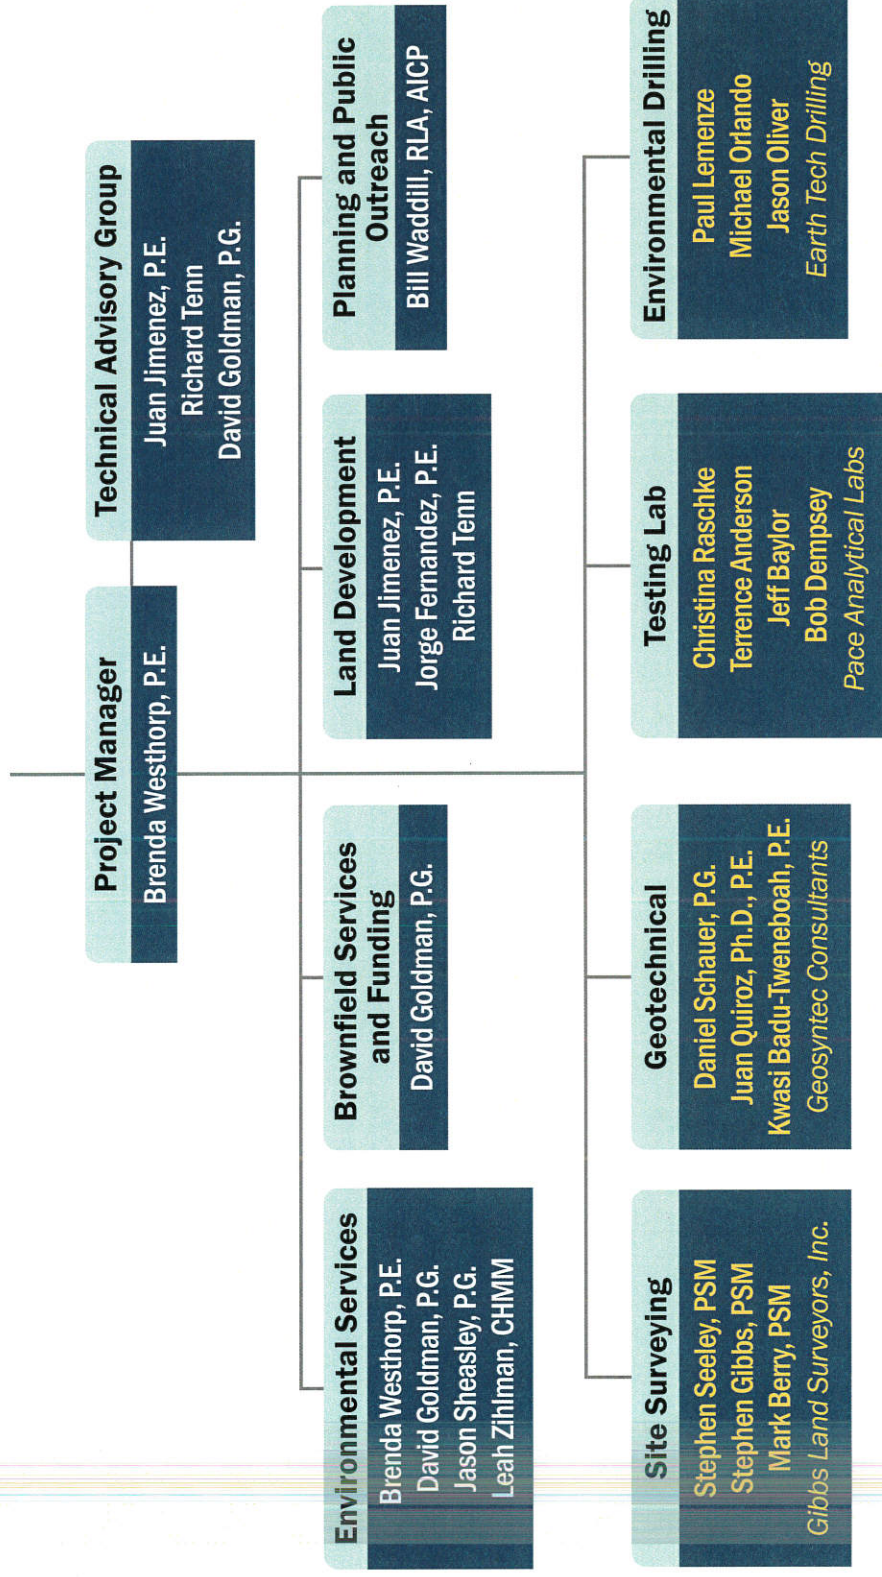 Project Manager
Brenda Westhorp, P.E.
Technical Advisory Group
Juan Jimenez, P.E.
Richard Tenn
David Goldman, P.G.
Environmental Services
Brenda Westhorp, P.E.
David Goldman, P.G.
Jason Sheasley, P.G.
Leah Zihlman, CHMM
Brownfield Services
and Funding
David Goldman, P.G.
Land Development
Juan Jimenez, P.E.
Jorge Fernandez, P.E.
Richard Tenn
Planning and Public
Outreach
Bill Waddill, RLA, AICP
Site Surveying
Stephen Seeley, PSM
Stephen Gibbs, PSM
Mark Berry, PSM
Gibbs Land Surveyors, Inc.
Geotechnical
Daniel Schauer, P.G.
Juan Quiroz, Ph.D., P.E.
Kwasi Badu-Tweneboah, P.E.
Geosyntec Consultants
Testing Lab
Christina Raschke
Terrence Anderson
Jeff Baylor
Bob Dempsey
Pace Analytical Labs
Environmental Drilling
Paul Lemenze
Michael Orlando
Jason Oliver
Earth Tech Drilling